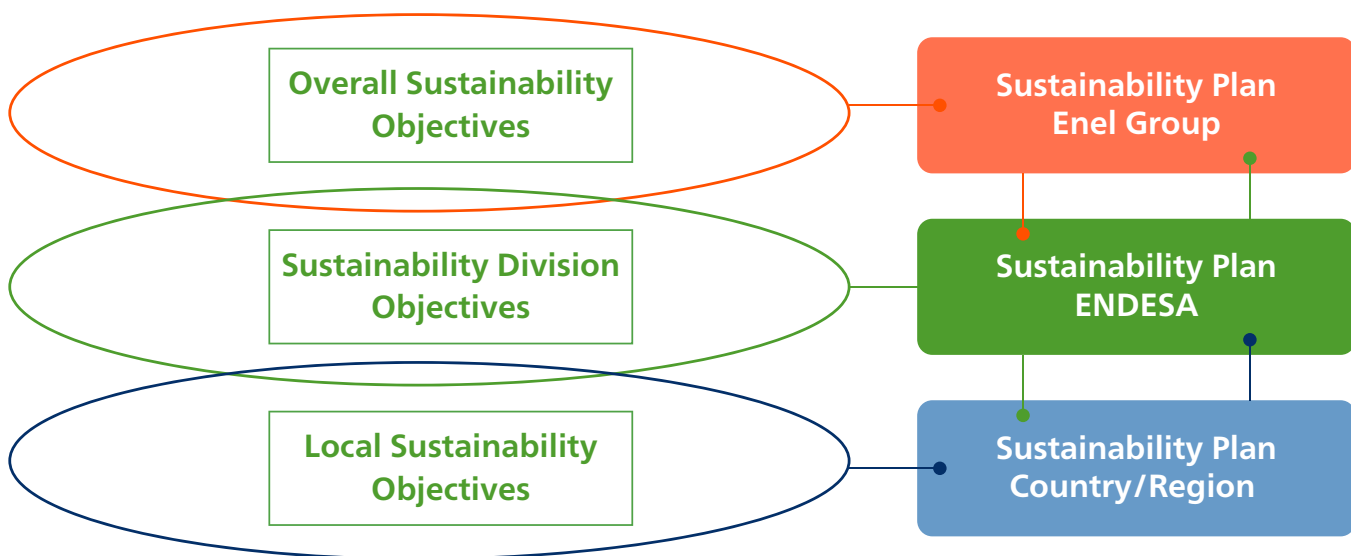 Overall Sustainability
Objectives
Sustainability Plan
Enel Group
Sustainability Division
Objectives
Sustainability Plan
ENDESA
Local Sustainability
Objectives
Sustainability Plan
Country/Region